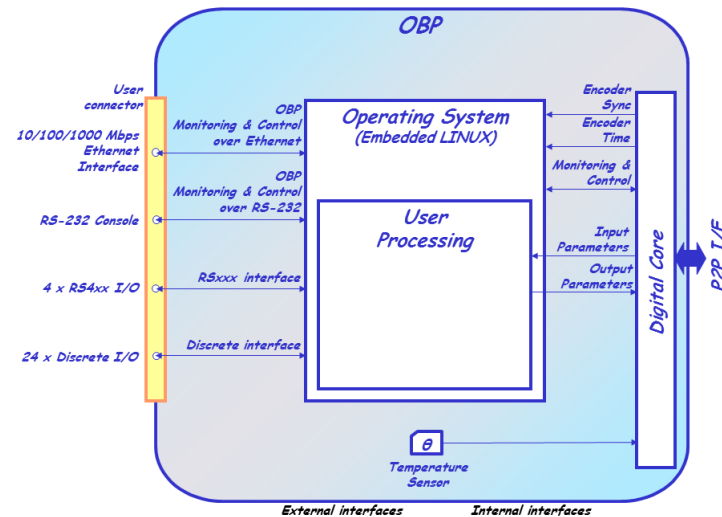 OBP
User
connector
10/100/1000 Mbps
Ethernet
Interface
RS-232 Console
4 x RS4xx I/O
24 x Discrete I/O
OBP
Monitoring & Control
over Ethernet
OBP
Monitoring & Control
over RS-232
RSxxx interface
Discrete interface
Operating System
(Embedded LINUX)
User
Processing
Encoder
Sync
Encoder
Time
Monitoring &
Control
Input
Parameters
Output
Parameters
Digital Core
P2P I/F
θ
Temperature
Sensor
External interfaces
Internal interfaces